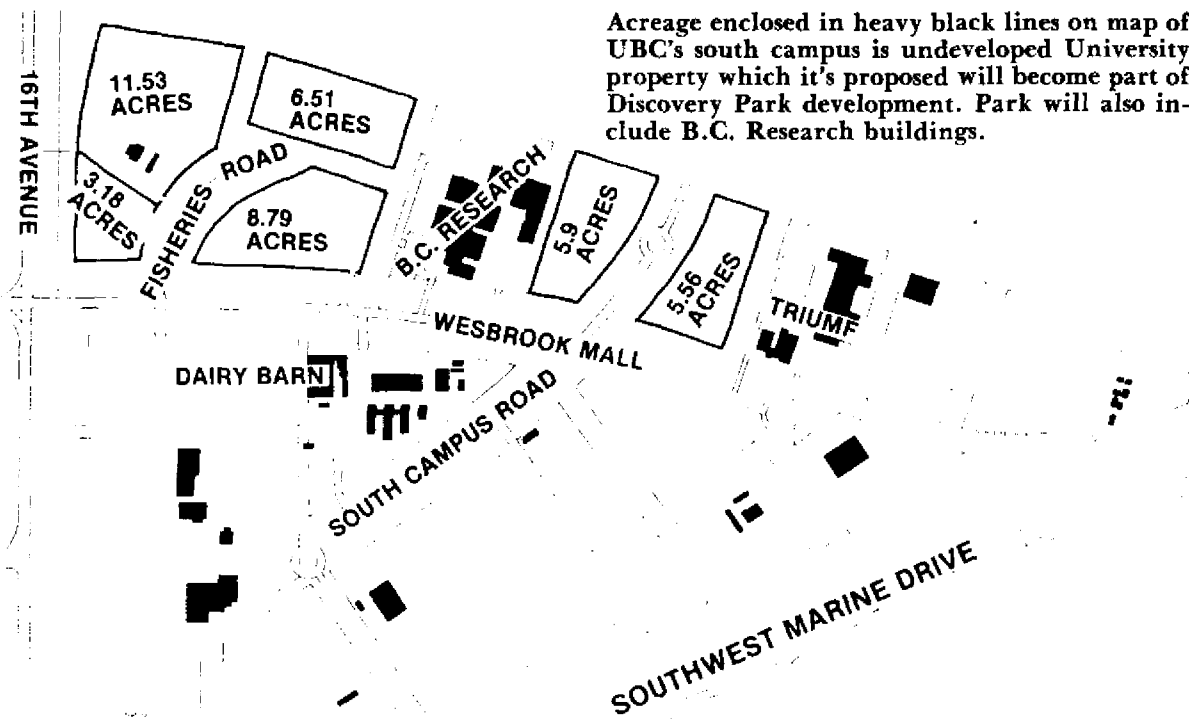 Acreage enclosed in heavy black lines on map of
UBC's south campus is undeveloped University
property which it's proposed will become part of
Discovery Park development. Park will also in-
clude B.C. Research buildings.
16TH AVENUE
11.53
ACRES
6.51
ACRES
3.18
ACRES
FISHERIES ROAD
8.79
ACRES
B.C. RESEARCH
5.9
ACRES
5.56
ACRES
TRIUMF
WESBROOK MALL
DAIRY BARN
SOUTH CAMPUS ROAD
SOUTHWEST MARINE DRIVE